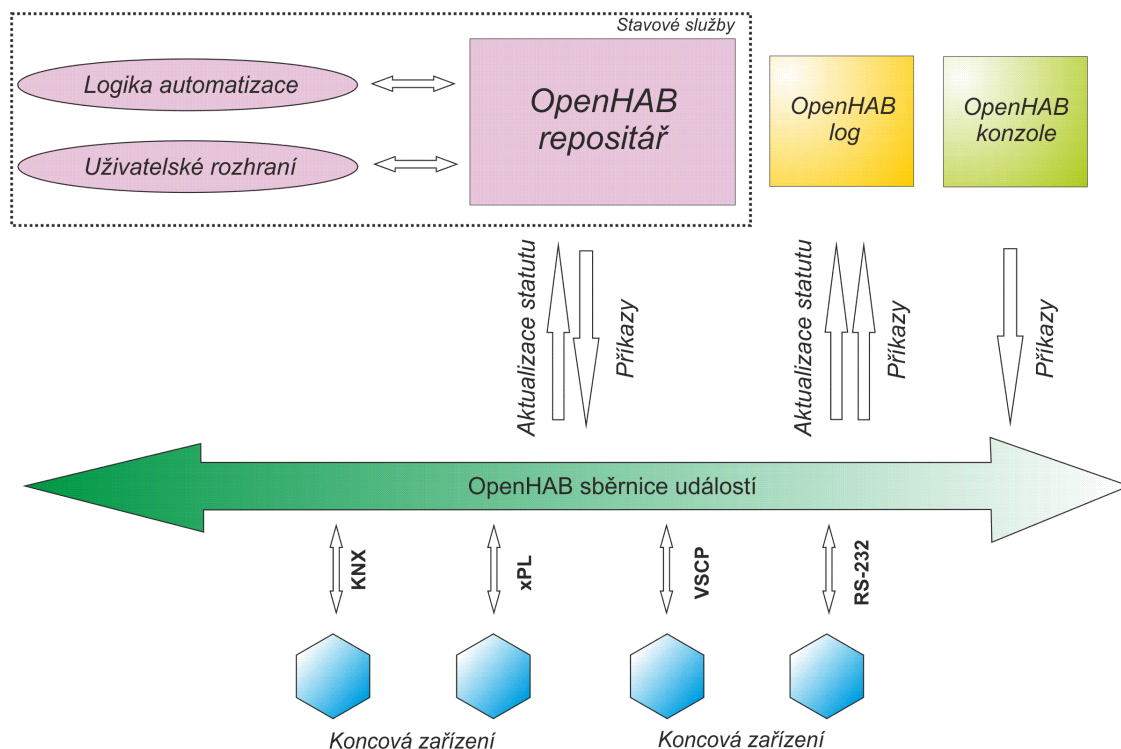 Stavové služby
Logika automatizace
Uživatelské rozhraní
OpenHAB
repositář
OpenHAB
log
OpenHAB
konzole
Aktualizace statutu
Příkazy
Aktualizace statutu
Příkazy
Příkazy
OpenHAB sběrnice událostí
KNX
xPL
VSCP
RS-232
Koncová zařízení
Koncová zařízení